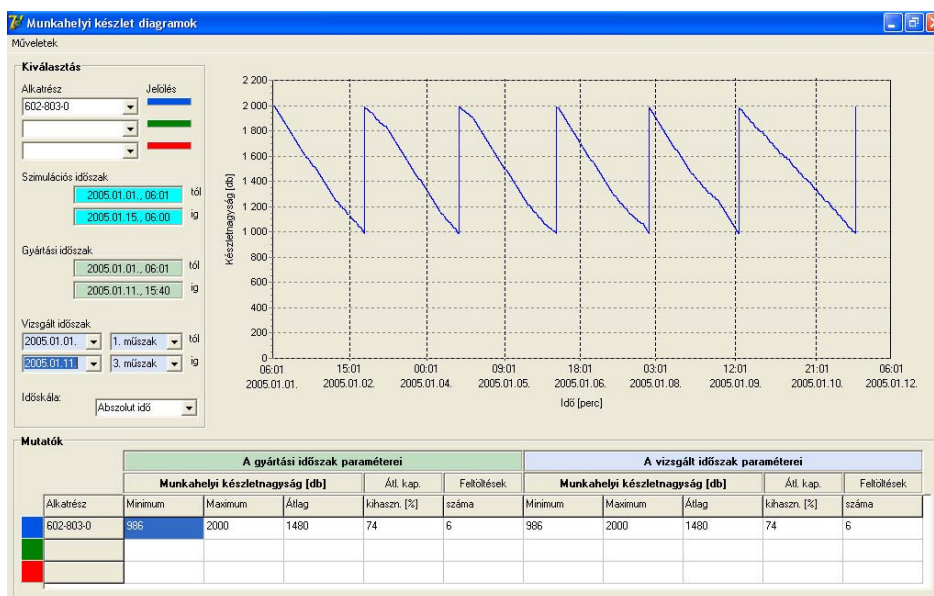 Munkahelyi készlet diagramok
Műveletek
Kiválasztás
Alkatrész Jelölés
602-803-0
Szimulációs időszak
2005.01.01., 06:01 tól
2005.01.15., 06:00 ig
Gyártási időszak
2005.01.01., 06:01 tól
2005.01.11., 15:40 ig
Vizsgált időszak
2005.01.01. 1. műszak tól
2005.01.11. 3. műszak ig
Időskála:
Abszolut idő
Készletnagyság [db]
2 200
2 000
1 800
1 600
1 400
1 200
1 000
800
600
400
200
0
06:01 15:01 00:01 09:01 18:01 03:01 12:01 21:01 06:01
2005.01.01. 2005.01.02. 2005.01.04. 2005.01.05. 2005.01.06. 2005.01.08. 2005.01.09. 2005.01.10. 2005.01.12.
Idő [perc]
Mutatók
A gyártási időszak paraméterei A vizsgált időszak paraméterei
Munkahelyi készletnagyság [db] Átl. kap. Feltöltések Munkahelyi készletnagyság [db] Átl. kap. Feltöltések
Alkatrész Minimum Maximum Átlag kihaszn. [%] száma Minimum Maximum Átlag kihaszn. [%] száma
602-803-0 986 2000 1480 74 6 986 2000 1480 74 6